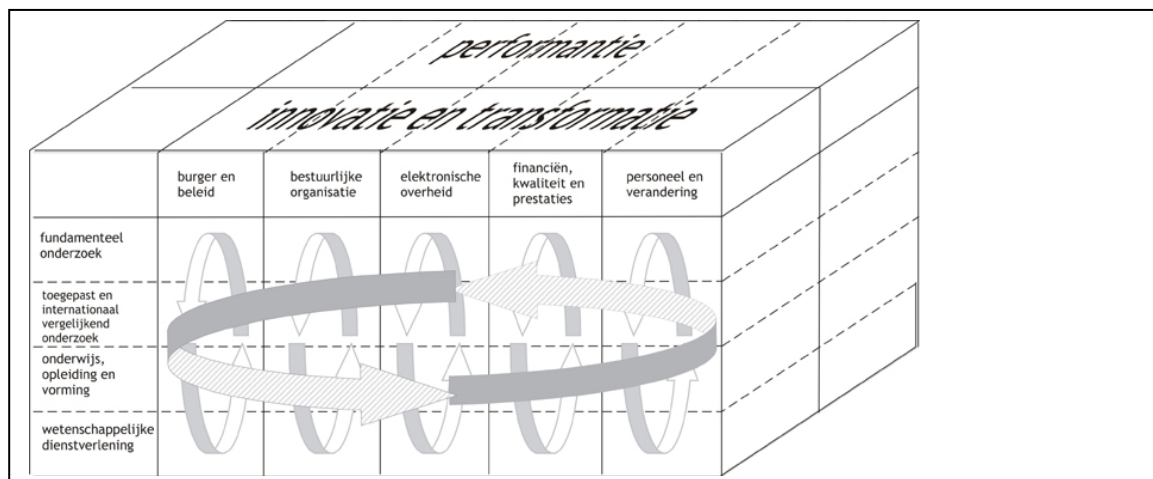 performantie
innovatie en transformatie
burger en
beleid
bestuurlijke
organisatie
elektronische
overheid
financiën,
kwaliteit en
prestaties
personeel en
verandering
fundamenteel
onderzoek
toegepast en
internationaal
vergelijkend
onderzoek
onderwijs,
opleiding en
vorming
wetenschappelijke
dienstverlening